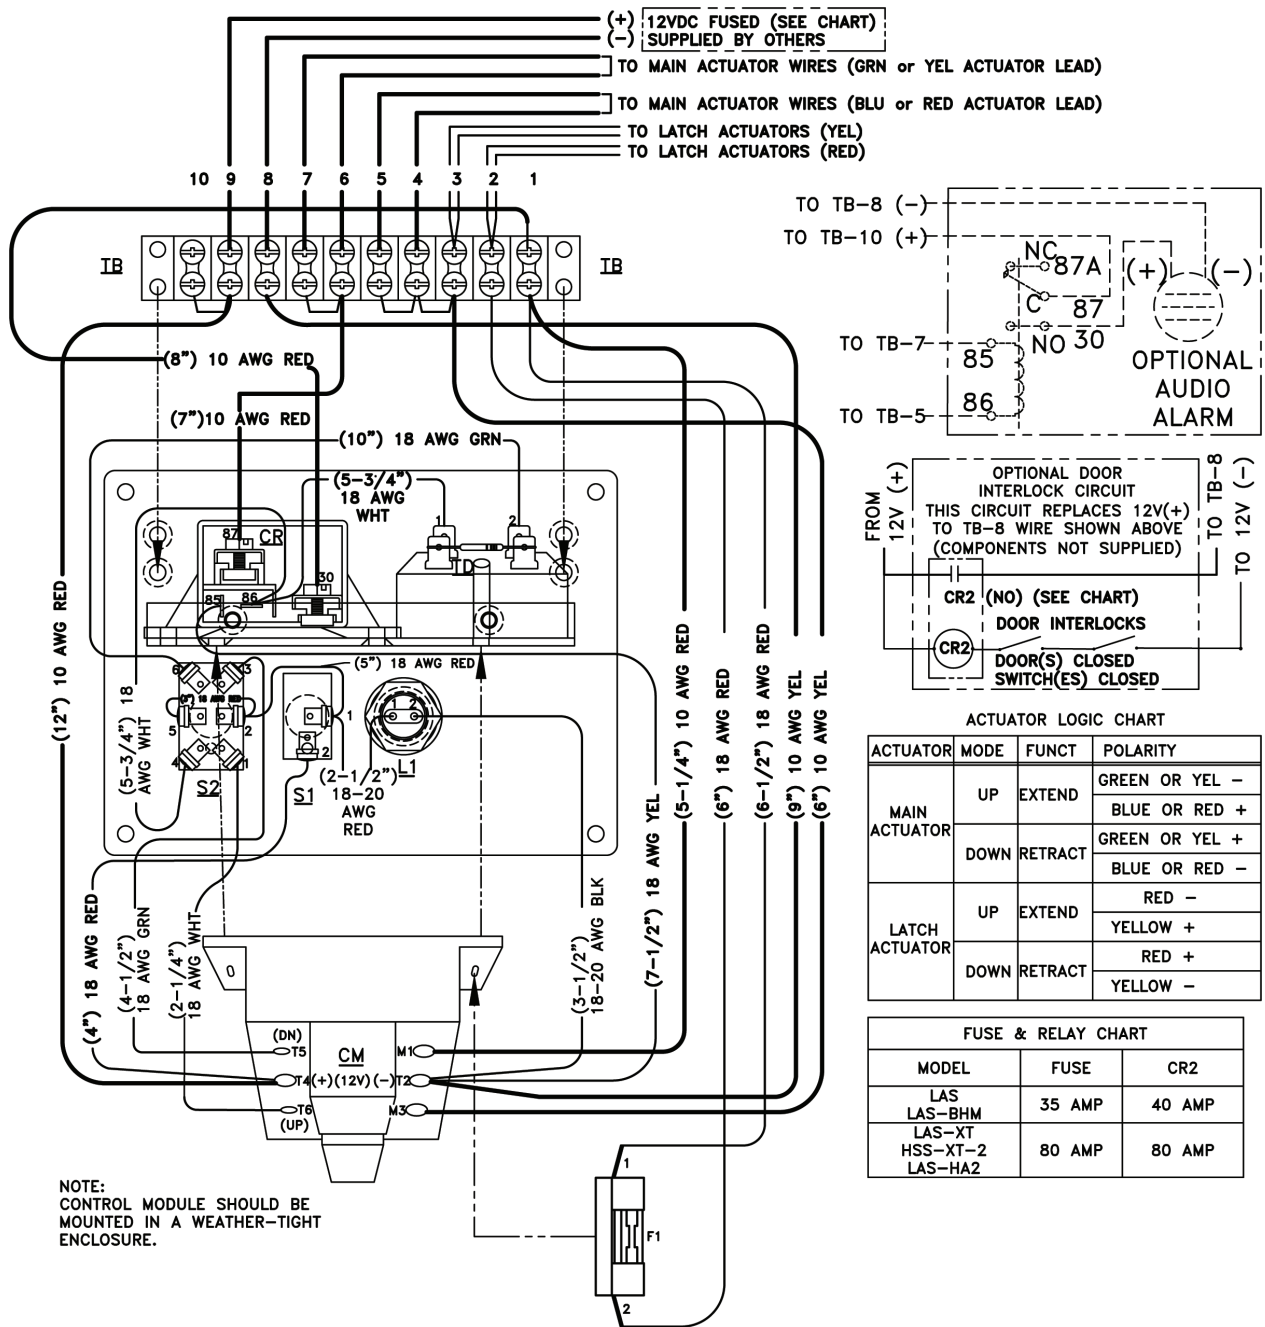 (+) 12VDC FUSED (SEE CHART)
(−) SUPPLIED BY OTHERS
TO MAIN ACTUATOR WIRES (GRN or YEL ACTUATOR LEAD)
TO MAIN ACTUATOR WIRES (BLU or RED ACTUATOR LEAD)
TO LATCH ACTUATORS (YEL)
TO LATCH ACTUATORS (RED)
10 9 8 7 6 5 4 3 2 1
TB
TB
(8") 10 AWG RED
(7")10 AWG RED
(10") 18 AWG GRN
(5−3/4")
18 AWG
WHT
1
2
87
CR
TD
85
86
30
(12") 10 AWG RED
(5−3/4") 18
AWG WHT
(5") 18 AWG RED
6
3
(3") 18 AWG RED
5
2
4
1
S2
1
2
S1
1 2
L1
(2−1/2")
18−20
AWG
RED
(4") 18 AWG RED
(4−1/2")
18 AWG GRN
(2−1/4")
18 AWG WHT
(3−1/2")
18−20 AWG BLK
(7−1/2") 18 AWG YEL
(5−1/4") 10 AWG RED
(6") 18 AWG RED
(6−1/2") 18 AWG RED
(9") 10 AWG YEL
(6") 10 AWG YEL
(DN)
T5
CM
M1
T4(+)(12V)(−)T2
T6
M3
(UP)
1
F1
2
NOTE:
CONTROL MODULE SHOULD BE
MOUNTED IN A WEATHER−TIGHT
ENCLOSURE.
TO TB−8 (−)
TO TB−10 (+)
NC
87A
C
87
NO 30
(+)
(−)
TO TB−7
85
86
TO TB−5
OPTIONAL
AUDIO
ALARM
FROM
12V (+)
OPTIONAL DOOR
INTERLOCK CIRCUIT
THIS CIRCUIT REPLACES 12V(+)
TO TB−8 WIRE SHOWN ABOVE
(COMPONENTS NOT SUPPLIED)
TO TB−8
TO 12V (−)
CR2 (NO) (SEE CHART)
DOOR INTERLOCKS
CR2
DOOR(S) CLOSED
SWITCH(ES) CLOSED
ACTUATOR LOGIC CHART
ACTUATOR MODE FUNCT POLARITY
MAIN
ACTUATOR
UP EXTEND
GREEN OR YEL −
BLUE OR RED +
DOWN RETRACT
GREEN OR YEL +
BLUE OR RED −
LATCH
ACTUATOR
UP EXTEND
RED −
YELLOW +
DOWN RETRACT
RED +
YELLOW −
FUSE & RELAY CHART
MODEL FUSE CR2
LAS
LAS−BHM
35 AMP 40 AMP
LAS−XT
HSS−XT−2
LAS−HA2
80 AMP 80 AMP